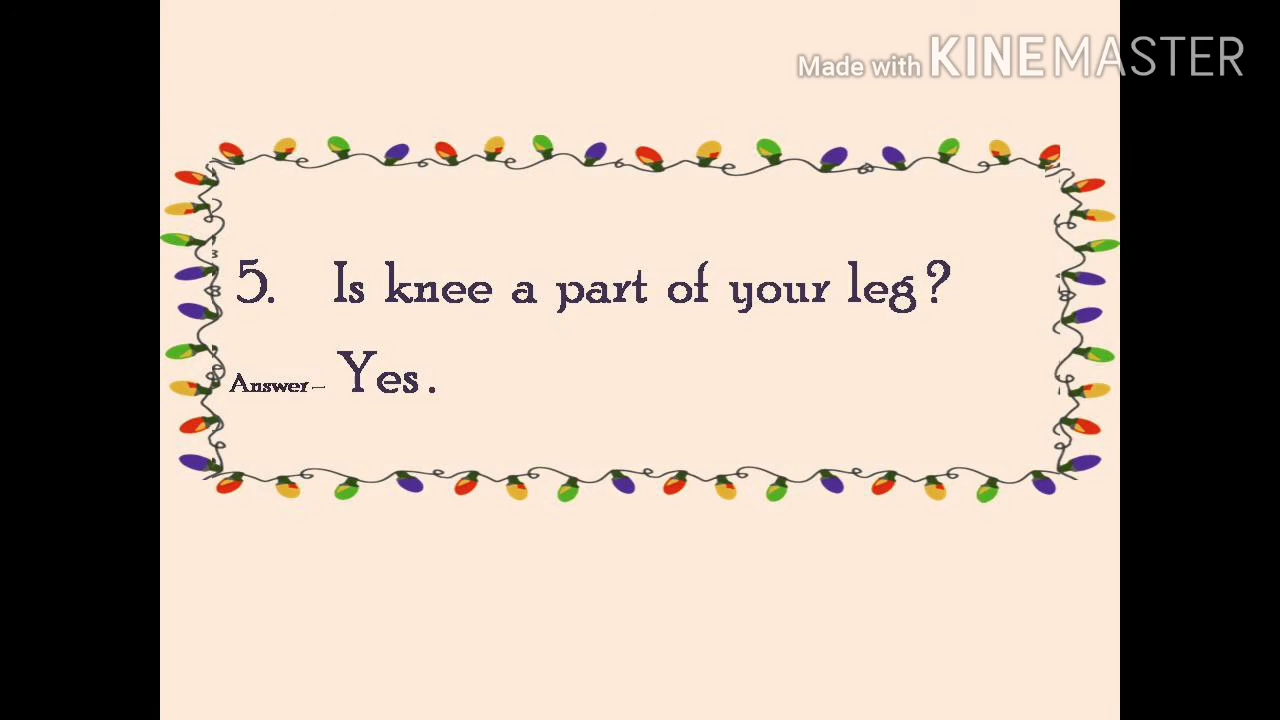 Made with KINEMASTER
5. Is knee a part of your leg?
Answer- Yes.